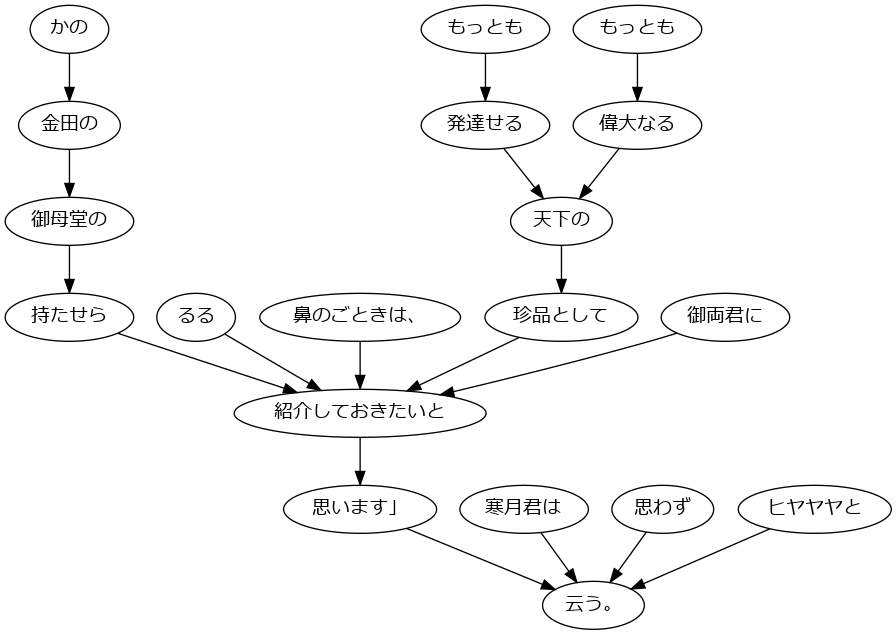 かの
もっとも
もっとも
金田の
発達せる
偉大なる
御母堂の
天下の
持たせら
るる
鼻のごときは、
珍品として
御両君に
紹介しておきたいと
思います」
寒月君は
思わず
ヒヤヤヤと
云う。